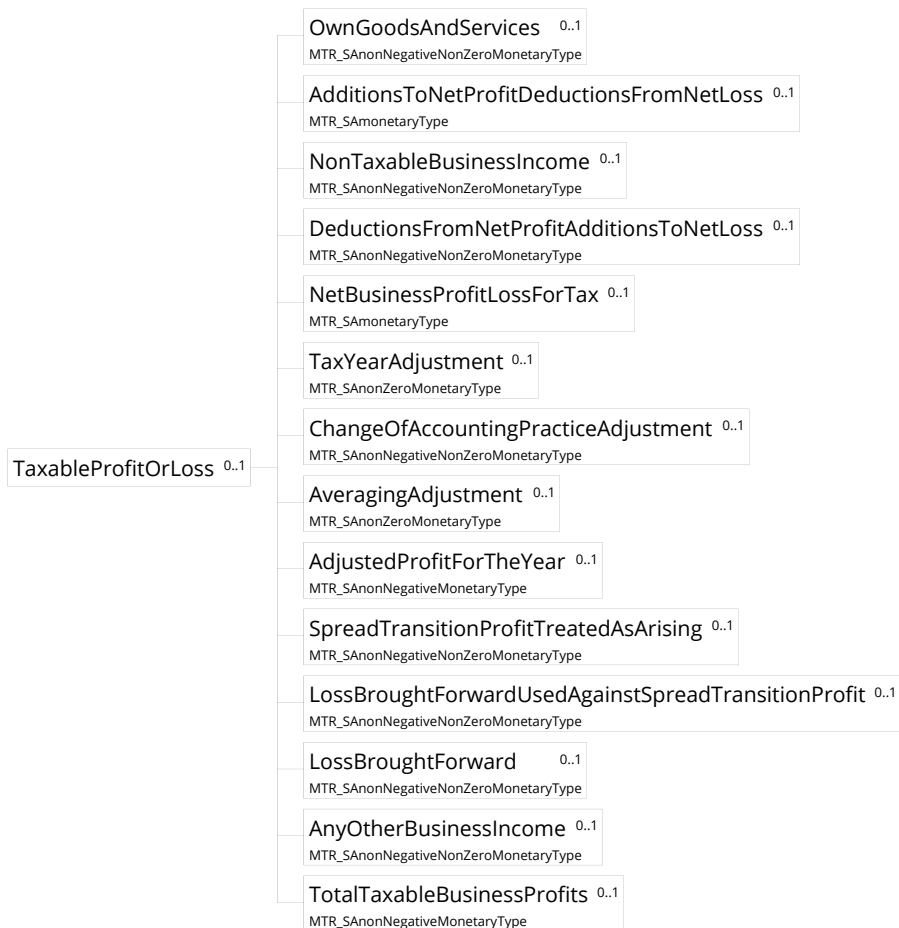 OwnGoodsAndServices 0..1
MTR_SAnonNegativeNonZeroMonetaryType
AdditionsToNetProfitDeductionsFromNetLoss 0..1
MTR_SAmonetaryType
NonTaxableBusinessIncome 0..1
MTR_SAnonNegativeNonZeroMonetaryType
DeductionsFromNetProfitAdditionsToNetLoss 0..1
MTR_SAnonNegativeNonZeroMonetaryType
NetBusinessProfitLossForTax 0..1
MTR_SAmonetaryType
TaxYearAdjustment 0..1
MTR_SAnonZeroMonetaryType
ChangeOfAccountingPracticeAdjustment 0..1
MTR_SAnonNegativeNonZeroMonetaryType
TaxableProfitOrLoss 0..1
AveragingAdjustment 0..1
MTR_SAnonZeroMonetaryType
AdjustedProfitForTheYear 0..1
MTR_SAnonNegativeMonetaryType
SpreadTransitionProfitTreatedAsArising 0..1
MTR_SAnonNegativeNonZeroMonetaryType
LossBroughtForwardUsedAgainstSpreadTransitionProfit 0..1
MTR_SAnonNegativeNonZeroMonetaryType
LossBroughtForward 0..1
MTR_SAnonNegativeNonZeroMonetaryType
AnyOtherBusinessIncome 0..1
MTR_SAnonNegativeNonZeroMonetaryType
TotalTaxableBusinessProfits 0..1
MTR_SAnonNegativeMonetaryType